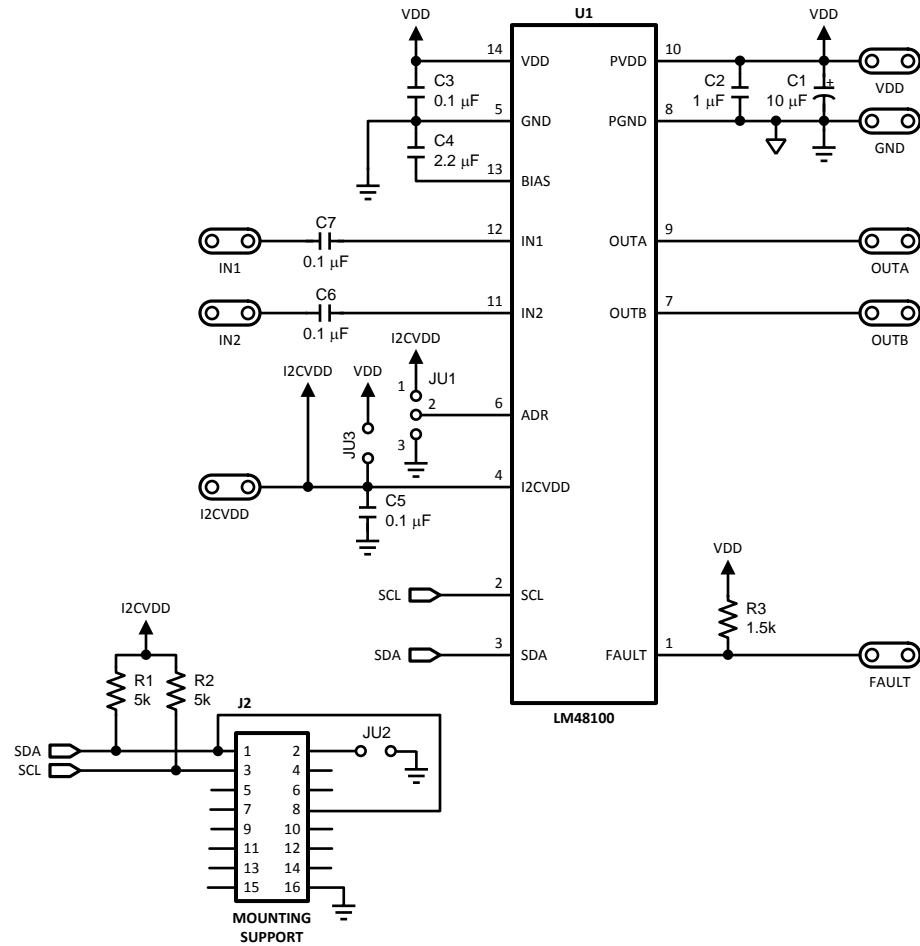 U1
VDD
VDD
14
VDD
PVDD
10
C3
0.1 µF
C2
1 µF
C1
10 µF
+
VDD
5
GND
PGND
8
GND
C4
2.2 µF
13
BIAS
C7
12
IN1
OUTA
9
IN1
0.1 µF
OUTA
C6
11
IN2
OUTB
7
IN2
0.1 µF
OUTB
I2CVDD
I2CVDD
VDD
1
JU1
2
6
ADR
3
JU3
4
I2CVDD
I2CVDD
C5
0.1 µF
VDD
SCL
2
SCL
R3
1.5k
SDA
3
SDA
FAULT
1
FAULT
LM48100
I2CVDD
R1
5k
R2
5k
J2
JU2
SDA
1
2
SCL
3
4
5
6
7
8
9
10
11
12
13
14
15
16
MOUNTING
SUPPORT